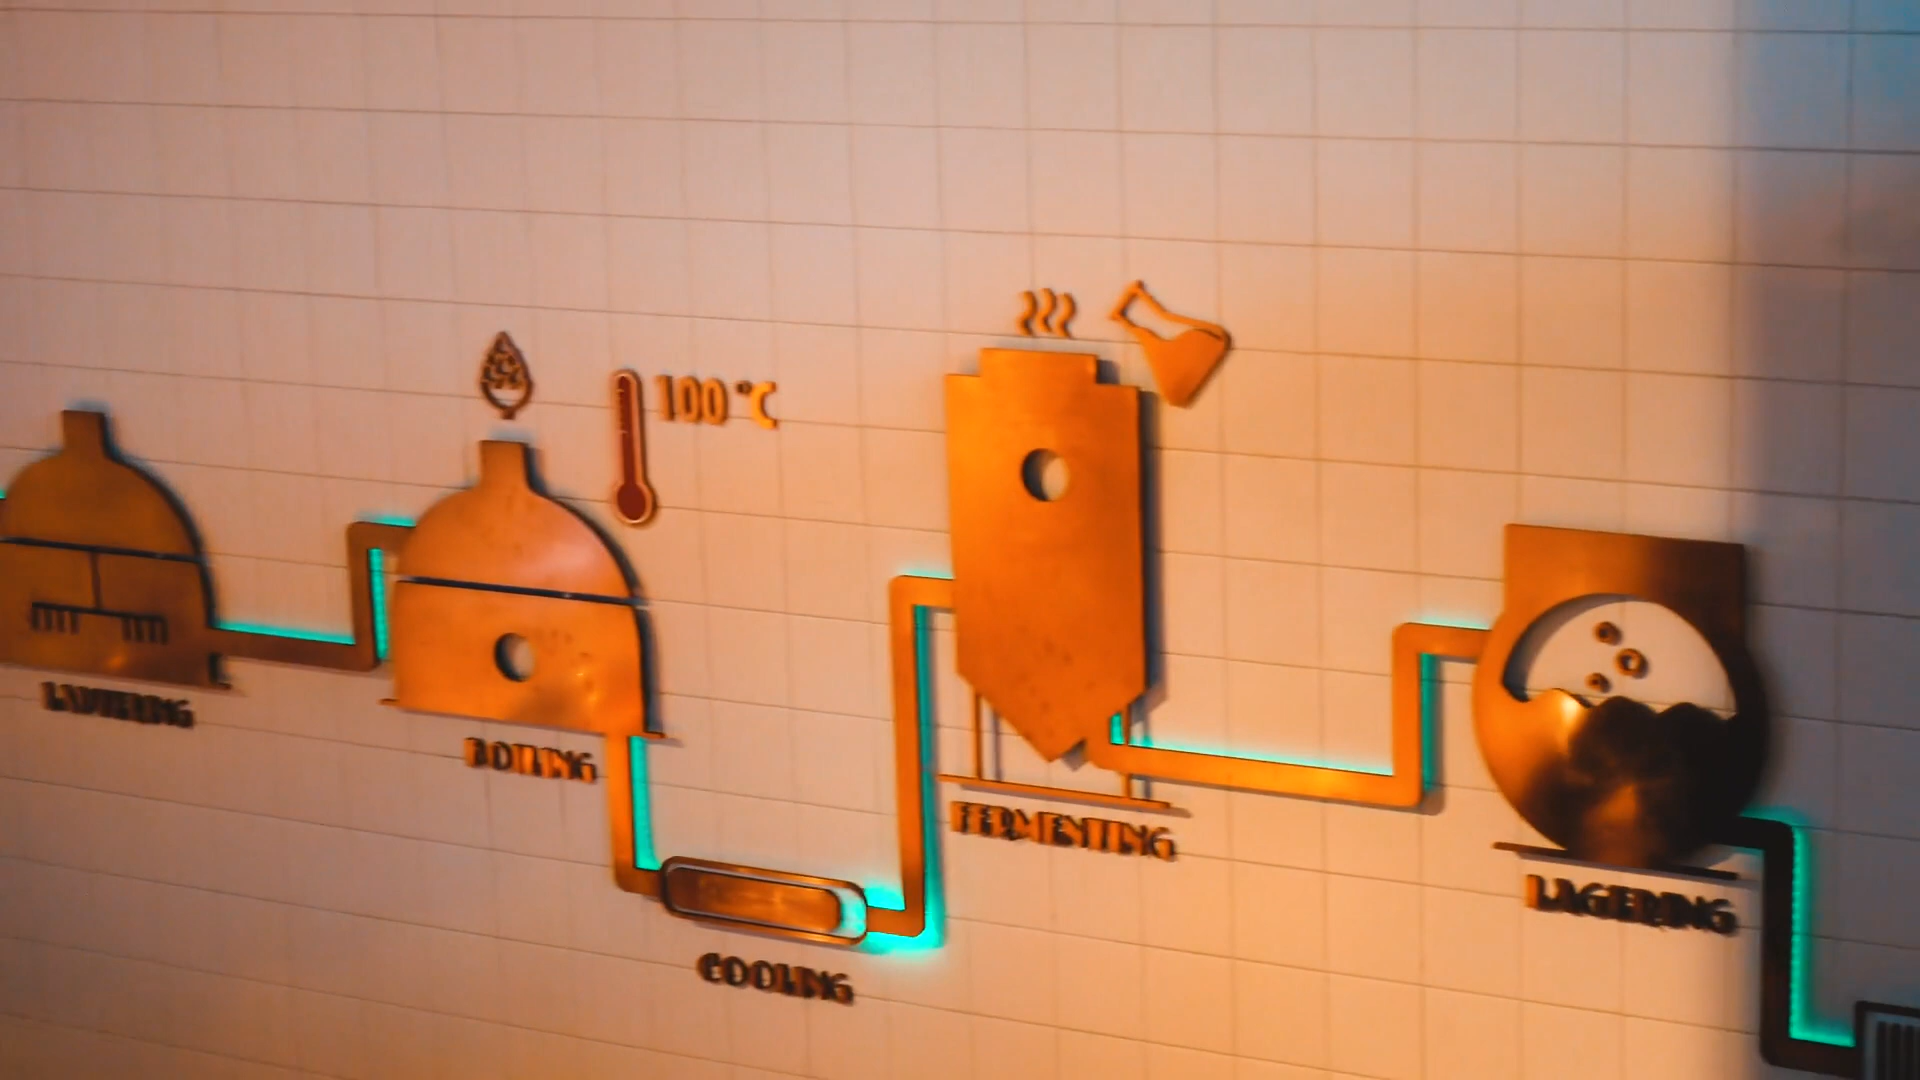 100 °C
LAUTERING
BOILING
FERMENTING
LAGERING
COOLING